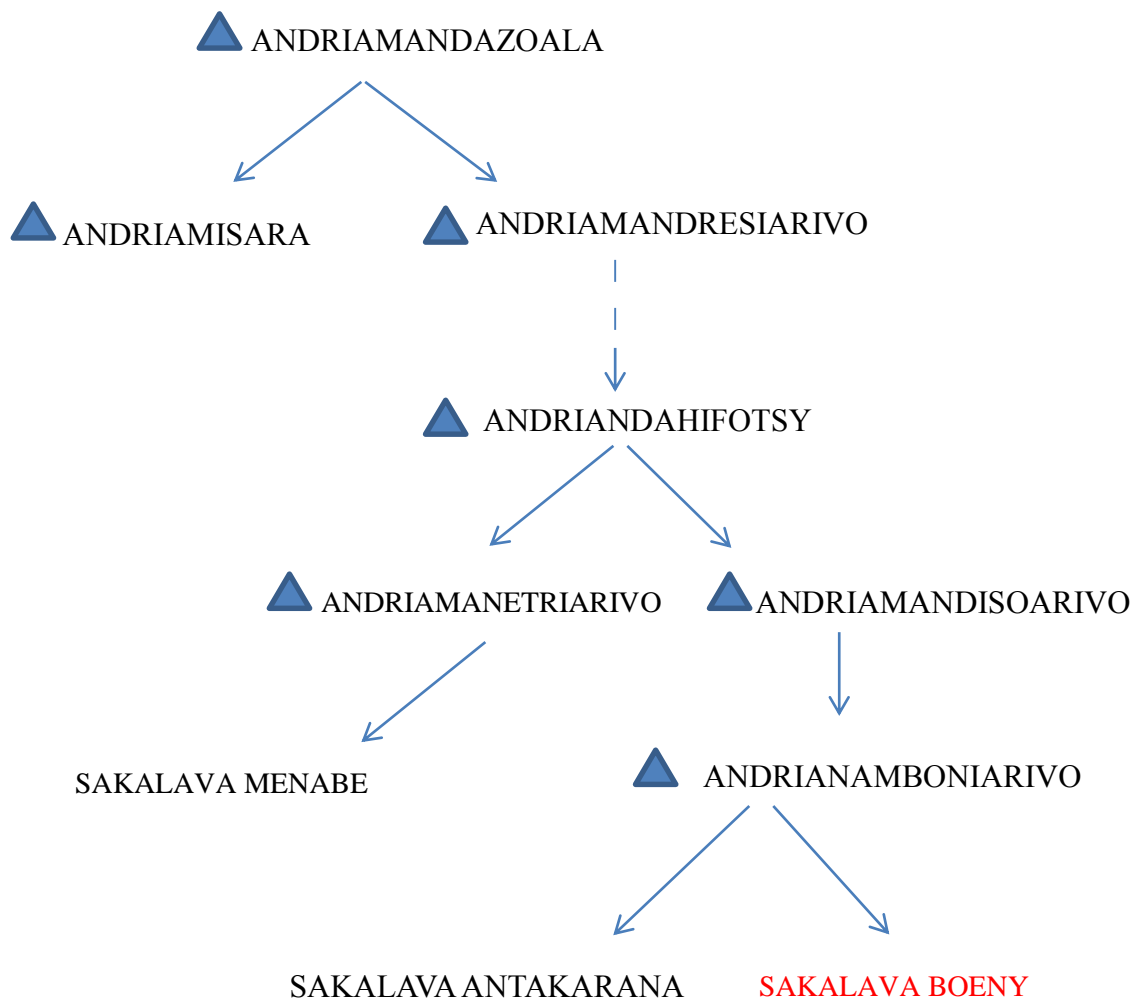 ANDRIAMANDAZOALA
ANDRIAMISARA
ANDRIAMANDRESIARIVO
ANDRIANDAHIFOTSY
ANDRIAMANETRIARIVO
ANDRIAMANDISOARIVO
SAKALAVA MENABE
ANDRIANAMBONIARIVO
SAKALAVA ANTAKARANA
SAKALAVA BOENY